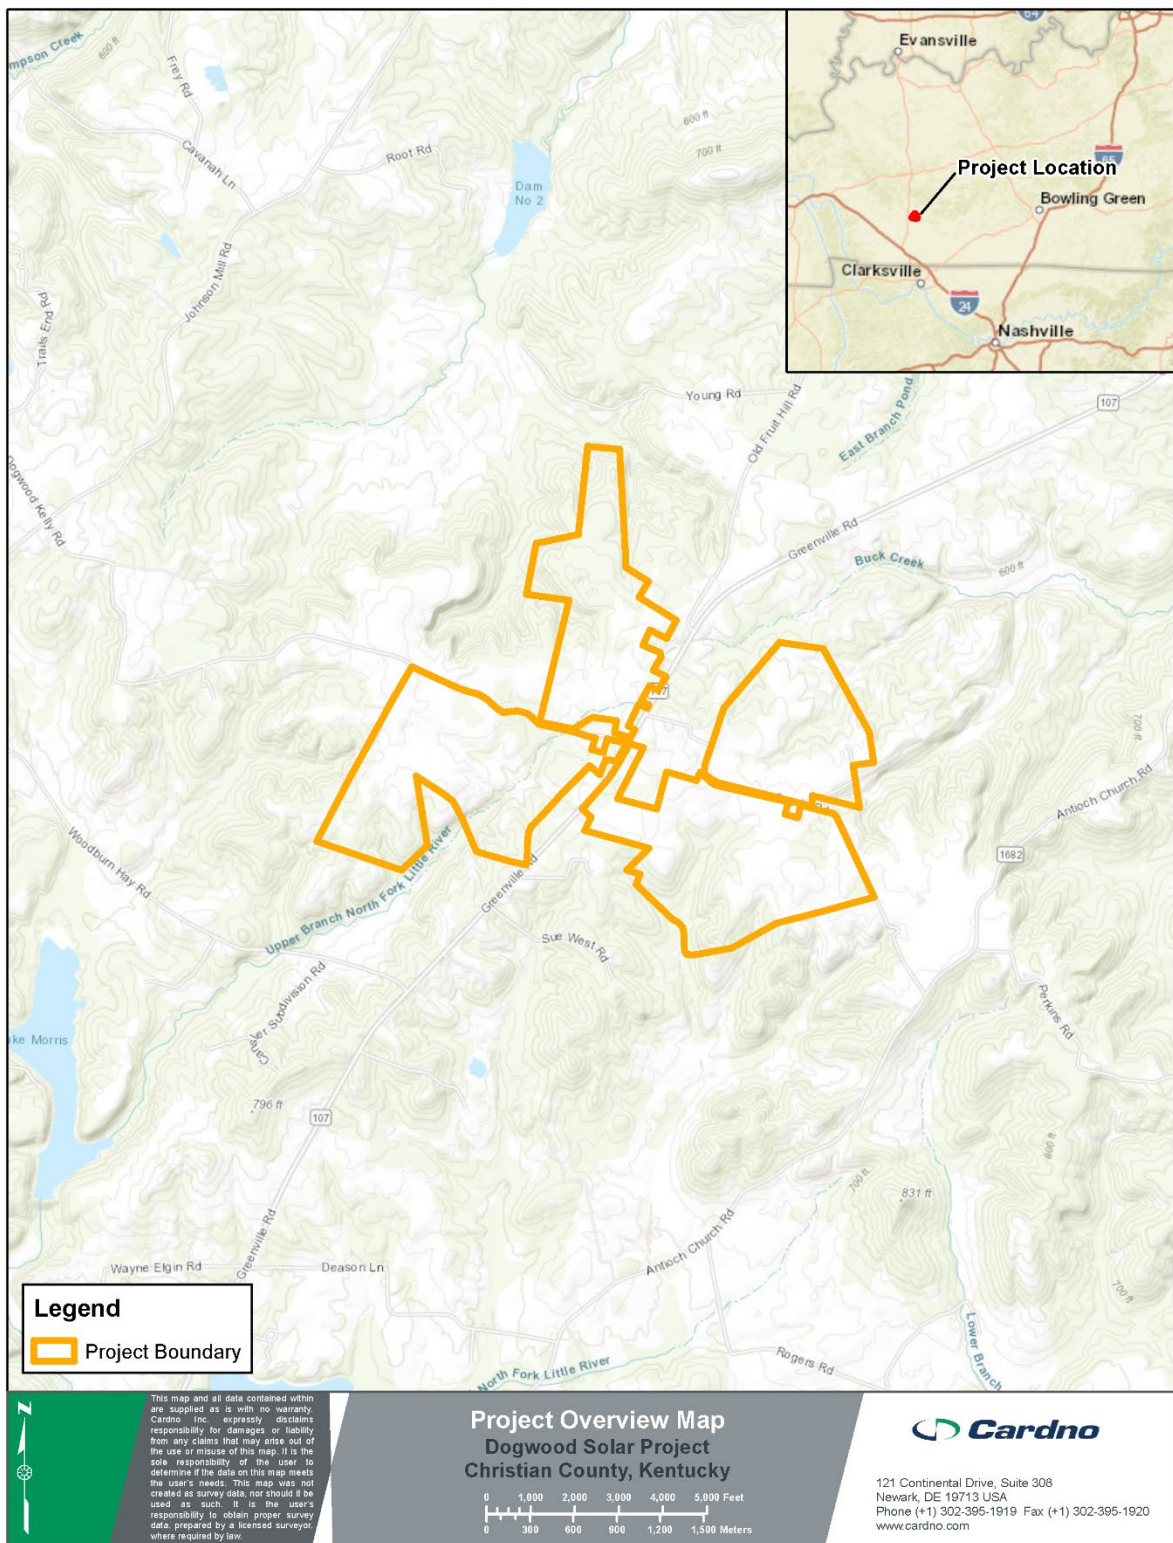 mpson Creek
600 ft
Frey Rd
Cavanah Ln
Root Rd
600 ft
700 ft
Dam
No 2
Johnson Mill Rd
Trails End Rd
64
Evansville
65
Project Location
Bowling Green
Clarksville
24
Nashville
Young Rd
Old Fruit Hill Rd
107
East Branch Pond
Dogwood Kelly Rd
Greenville Rd
Buck Creek
600 ft
107
700 ft
Antioch Church Rd
1682
Woodburn Hay Rd
Upper Branch North Fork Little River
Greenville Rd
Sue West Rd
Cansler Subdivision Rd
Perkins Rd
ke Morris
796 ft
107
600 ft
700 ft
831 ft
Greenville Rd
Antioch Church Rd
Wayne Elgin Rd
Deason Ln
700 ft
Lower Branch
Rogers Rd
North Fork Little River
Legend
Project Boundary
N
This map and all data contained within
are supplied as is with no warranty.
Cardno Inc. expressly disclaims
responsibility for damages or liability
from any claims that may arise out of
the use or misuse of this map. It is the
sole responsibility of the user to
determine if the data on this map meets
the user's needs. This map was not
created as survey data, nor should it be
used as such. It is the user's
responsibility to obtain proper survey
data, prepared by a licensed surveyor,
where required by law.
Project Overview Map
Dogwood Solar Project
Christian County, Kentucky
0 1,000 2,000 3,000 4,000 5,000 Feet
0 300 600 900 1,200 1,500 Meters
Cardno
121 Continental Drive, Suite 308
Newark, DE 19713 USA
Phone (+1) 302-395-1919 Fax (+1) 302-395-1920
www.cardno.com